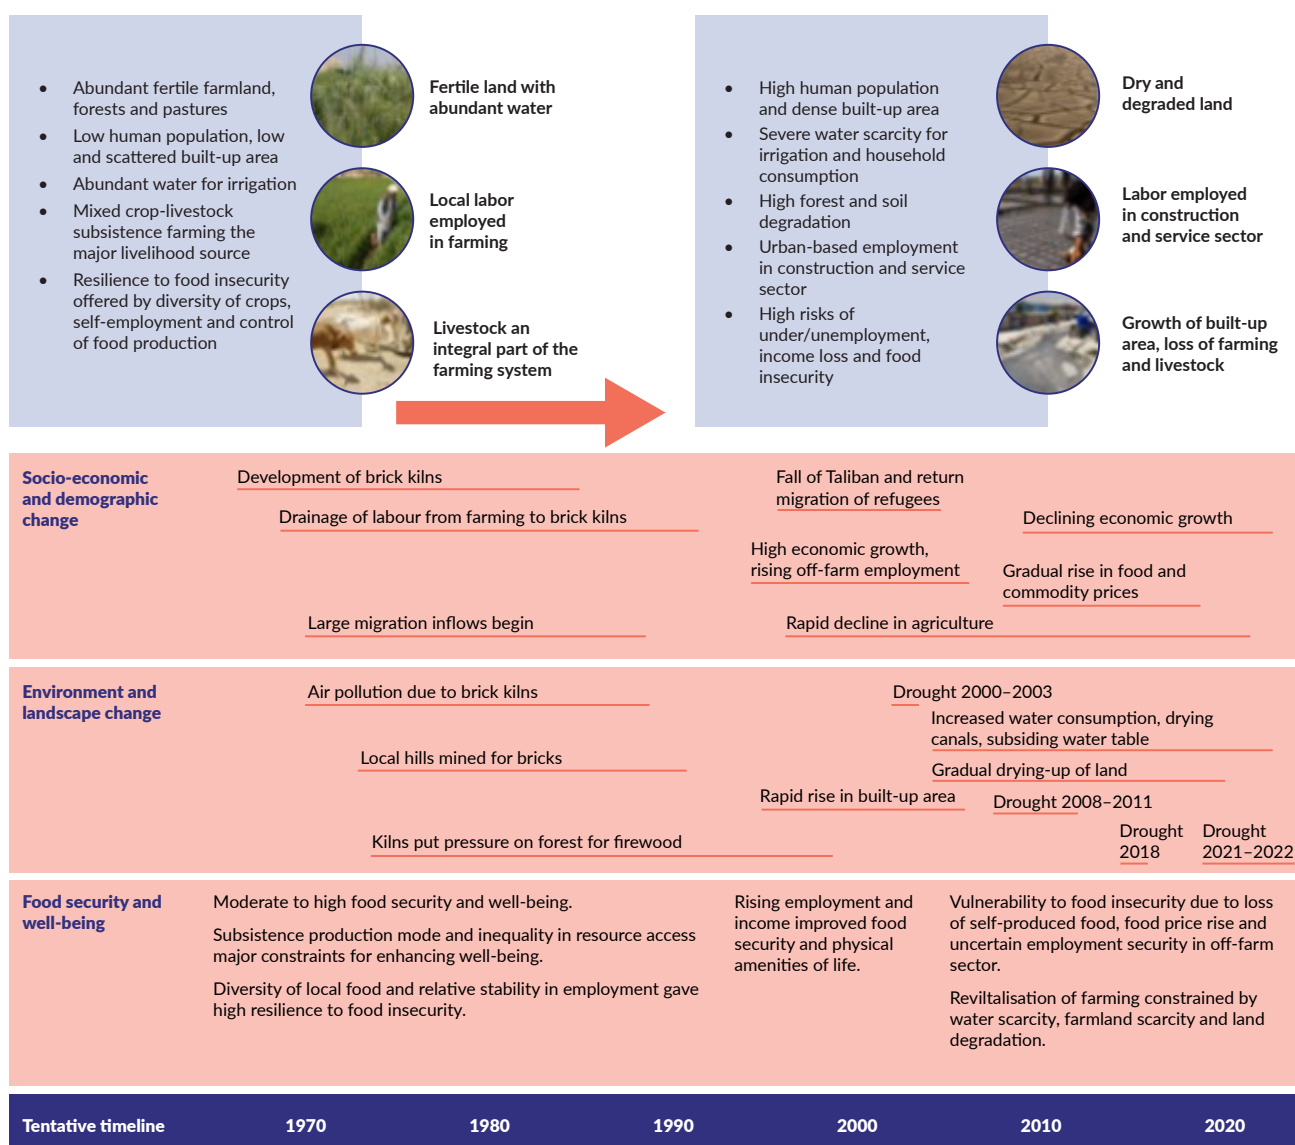 • Abundant fertile farmland,
forests and pastures
• Low human population, low
and scattered built-up area
• Abundant water for irrigation
• Mixed crop-livestock
subsistence farming the
major livelihood source
• Resilience to food insecurity
offered by diversity of crops,
self-employment and control
of food production
Fertile land with
abundant water
Local labor
employed
in farming
Livestock an
integral part of the
farming system
• High human population
and dense built-up area
• Severe water scarcity for
irrigation and household
consumption
• High forest and soil
degradation
• Urban-based employment
in construction and service
sector
• High risks of
under/unemployment,
income loss and food
insecurity
Dry and
degraded land
Labor employed
in construction
and service sector
Growth of built-up
area, loss of farming
and livestock
Socio-economic
and demographic
change
Development of brick kilns
Drainage of labour from farming to brick kilns
Large migration inflows begin
Fall of Taliban and return
migration of refugees
High economic growth,
rising off-farm employment
Rapid decline in agriculture
Declining economic growth
Gradual rise in food and
commodity prices
Environment and
landscape change
Air pollution due to brick kilns
Local hills mined for bricks
Kilns put pressure on forest for firewood
Rapid rise in built-up area
Drought 2000–2003
Increased water consumption, drying
canals, subsiding water table
Gradual drying-up of land
Drought 2008–2011
Drought
2018
Drought
2021–2022
Food security and
well-being
Moderate to high food security and well-being.
Subsistence production mode and inequality in resource access
major constraints for enhancing well-being.
Diversity of local food and relative stability in employment gave
high resilience to food insecurity.
Rising employment and
income improved food
security and physical
amenities of life.
Vulnerability to food insecurity due to loss
of self-produced food, food price rise and
uncertain employment security in off-farm
sector.
Reviltalisation of farming constrained by
water scarcity, farmland scarcity and land
degradation.
Tentative timeline 1970 1980 1990 2000 2010 2020